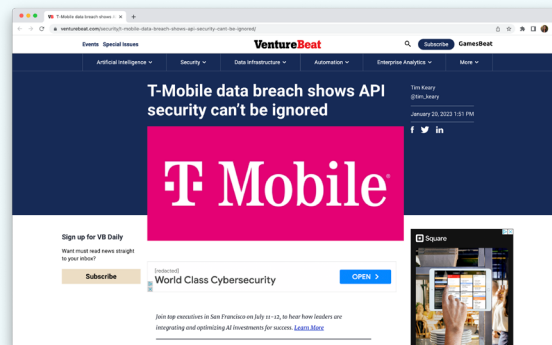 T-Mobile data breach shows
venturebeat.com/security/t-mobile-data-breach-shows-api-security-cant-be-ignored/
Events Special Issues
VentureBeat
Subscribe
GamesBeat
Artificial Intelligence
Security
Data Infrastructure
Automation
Enterprise Analytics
More
T-Mobile data breach shows API
security can't be ignored
Tim Keary
@tim_keary
January 20, 2023 1:51 PM
T Mobile
Sign up for VB Daily
Want must read news straight
to your inbox?
Subscribe
[redacted]
World Class Cybersecurity
OPEN
Square
Join top executives in San Francisco on July 11-12, to hear how leaders are
integrating and optimizing AI investments for success. Learn More